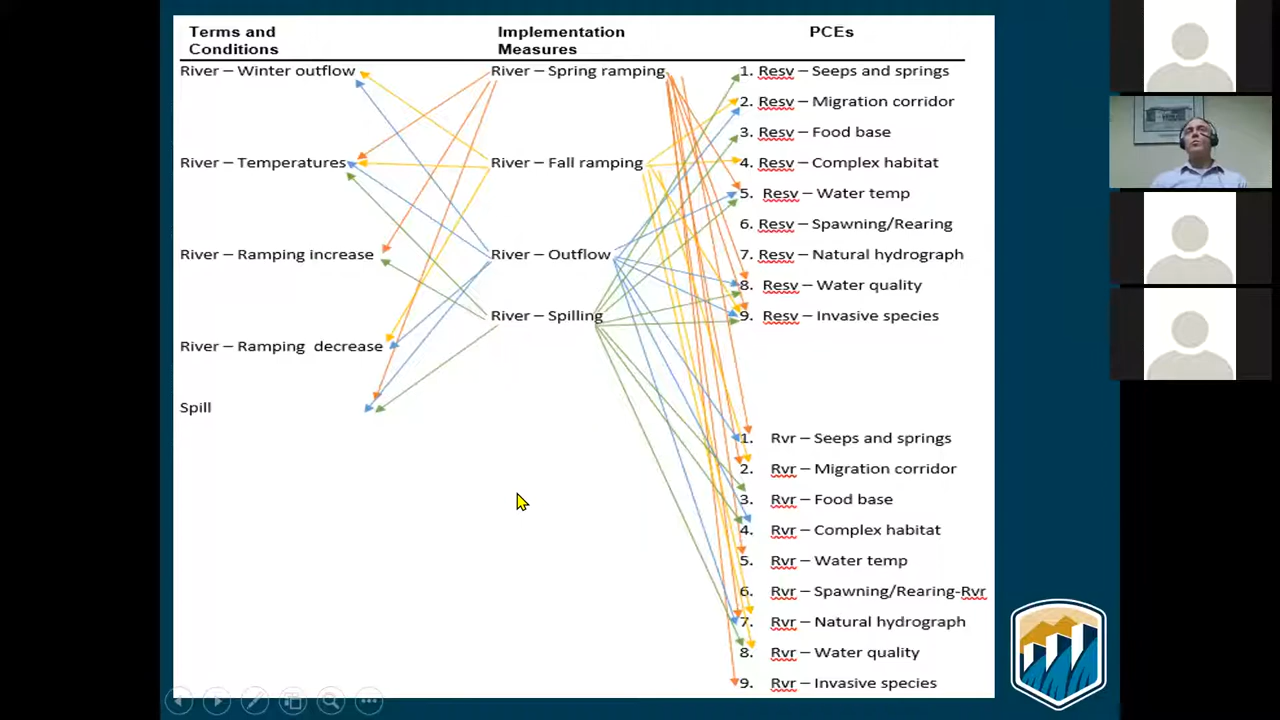 Terms and Conditions
Implementation Measures
PCEs
River – Winter outflow
River – Temperatures
River – Ramping increase
River – Ramping decrease
Spill
River – Spring ramping
River – Fall ramping
River – Outflow
River – Spilling
1. Resv – Seeps and springs
2. Resv – Migration corridor
3. Resv – Food base
4. Resv – Complex habitat
5. Resv – Water temp
6. Resv – Spawning/Rearing
7. Resv – Natural hydrograph
8. Resv – Water quality
9. Resv – Invasive species
1. Rvr – Seeps and springs
2. Rvr – Migration corridor
3. Rvr – Food base
4. Rvr – Complex habitat
5. Rvr – Water temp
6. Rvr – Spawning/Rearing-Rvr
7. Rvr – Natural hydrograph
8. Rvr – Water quality
9. Rvr – Invasive species